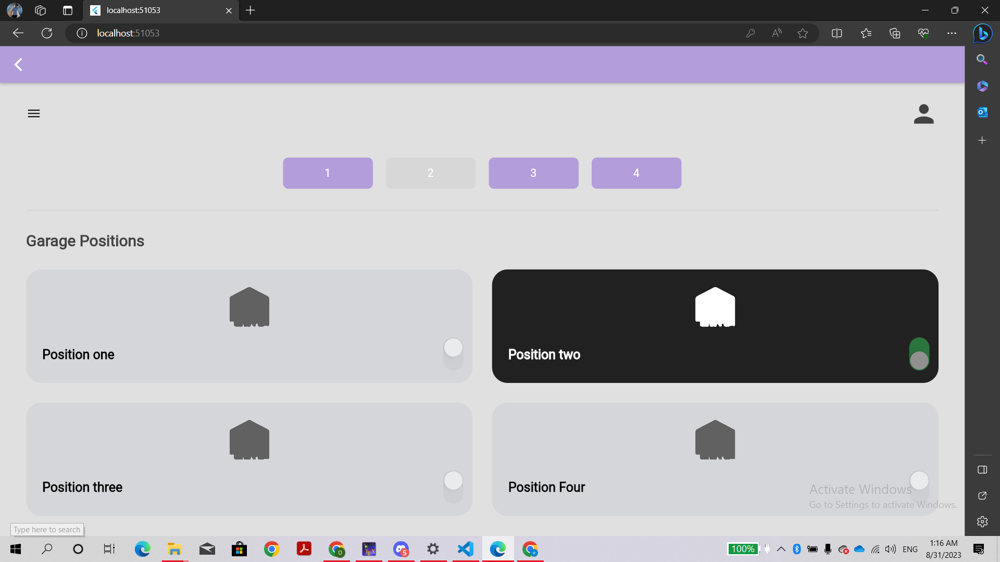 localhost:51053
localhost:51053
1 2 3 4
Garage Positions
Position one
Position two
Position three
Position Four
Activate Windows
Go to Settings to activate Windows.
Type here to search
100%
ENG
1:16 AM
8/31/2023
5
TEX
O